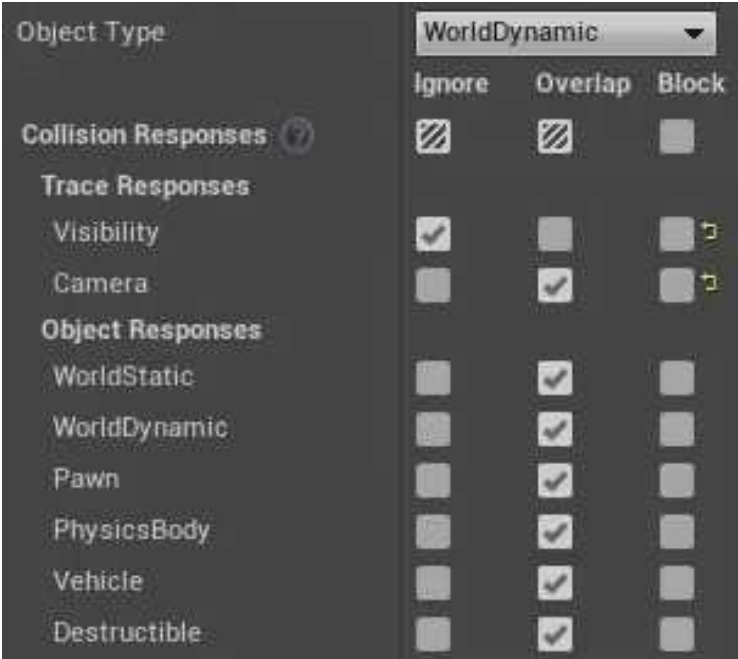 Object Type WorldDynamic
Ignore Overlap Block
Collision Responses ?
Trace Responses
Visibility
Camera
Object Responses
WorldStatic
WorldDynamic
Pawn
PhysicsBody
Vehicle
Destructible